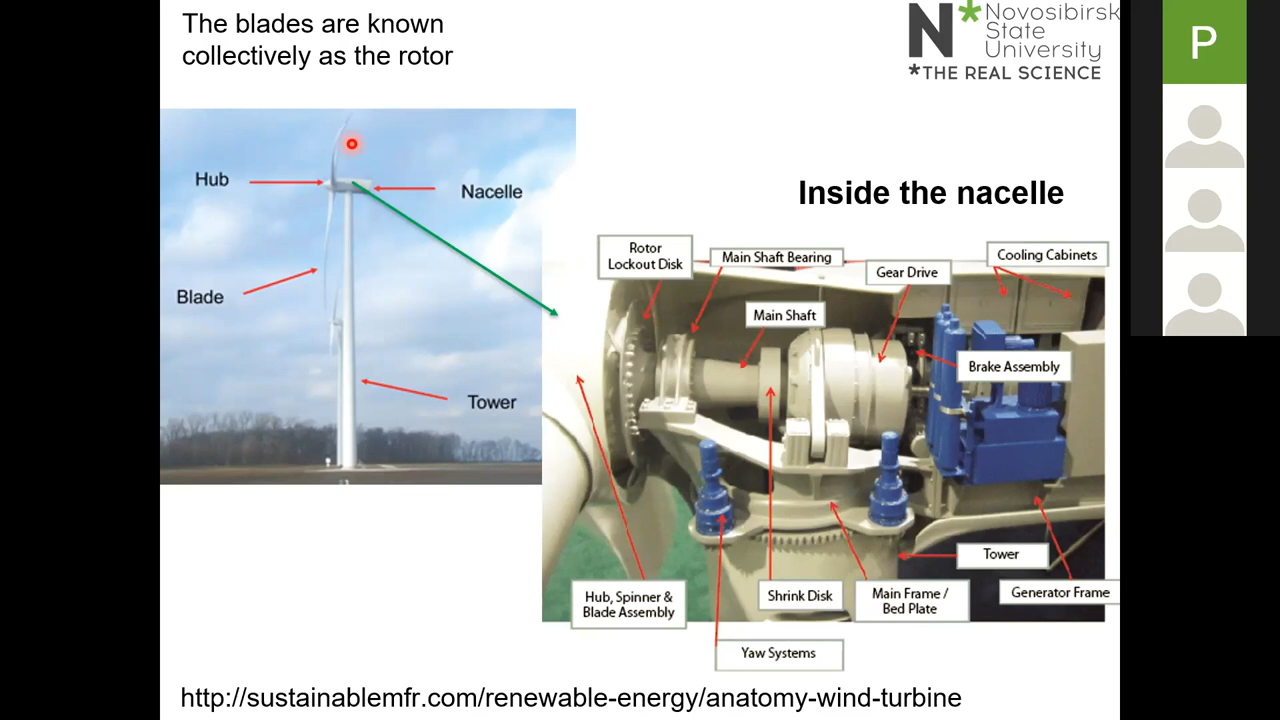 The blades are known
collectively as the rotor
N*
Novosibirsk
State
University
*THE REAL SCIENCE
P
Hub
Nacelle
Blade
Tower
Inside the nacelle
Rotor
Lockout Disk
Main Shaft Bearing
Gear Drive
Cooling Cabinets
Main Shaft
Brake Assembly
Tower
Hub, Spinner &
Blade Assembly
Shrink Disk
Main Frame /
Bed Plate
Generator Frame
Yaw Systems
http://sustainablemfr.com/renewable-energy/anatomy-wind-turbine